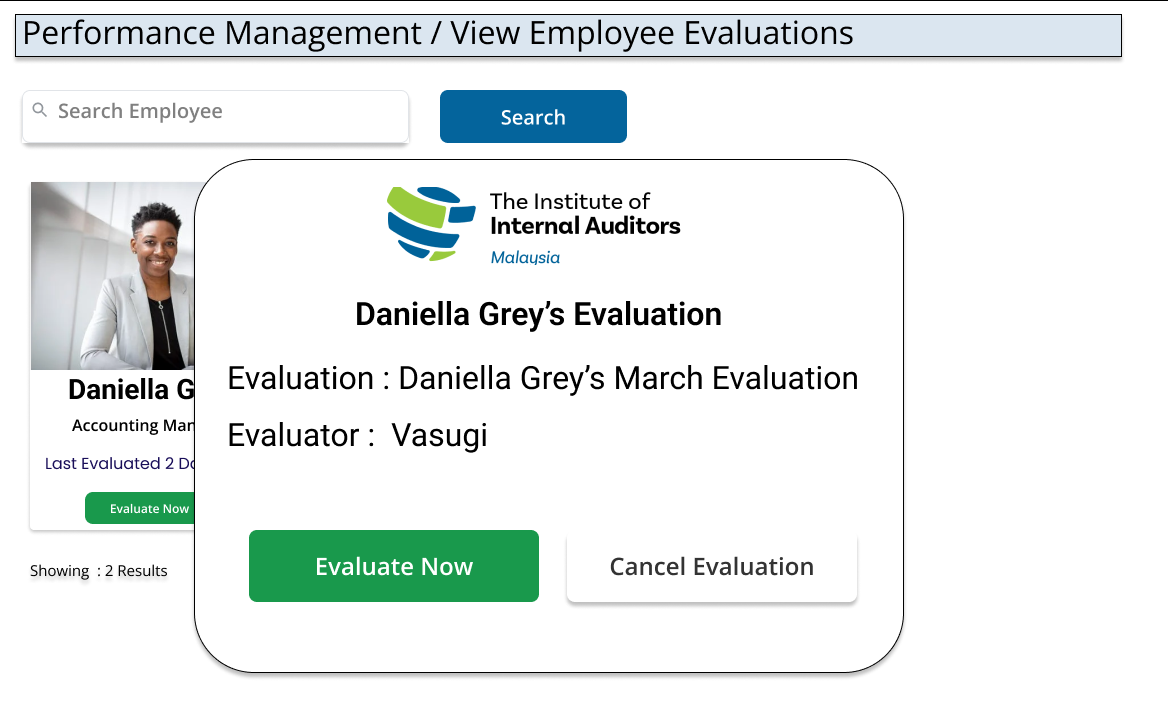 Performance Management / View Employee Evaluations
Search Employee
Search
The Institute of
Internal Auditors
Malaysia
Daniella Grey’s Evaluation
Evaluation : Daniella Grey’s March Evaluation
Evaluator : Vasugi
Evaluate Now
Cancel Evaluation
Daniella G
Accounting Man
Last Evaluated 2 Da
Evaluate Now
Showing : 2 Results